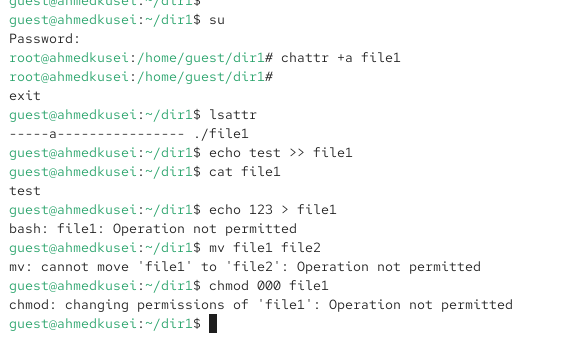 guest@ahmedkusei:~/dir1$
guest@ahmedkusei:~/dir1$ su
Password:
root@ahmedkusei:/home/guest/dir1# chattr +a file1
root@ahmedkusei:/home/guest/dir1#
exit
guest@ahmedkusei:~/dir1$ lsattr
-----a---------------- ./file1
guest@ahmedkusei:~/dir1$ echo test >> file1
guest@ahmedkusei:~/dir1$ cat file1
test
guest@ahmedkusei:~/dir1$ echo 123 > file1
bash: file1: Operation not permitted
guest@ahmedkusei:~/dir1$ mv file1 file2
mv: cannot move 'file1' to 'file2': Operation not permitted
guest@ahmedkusei:~/dir1$ chmod 000 file1
chmod: changing permissions of 'file1': Operation not permitted
guest@ahmedkusei:~/dir1$